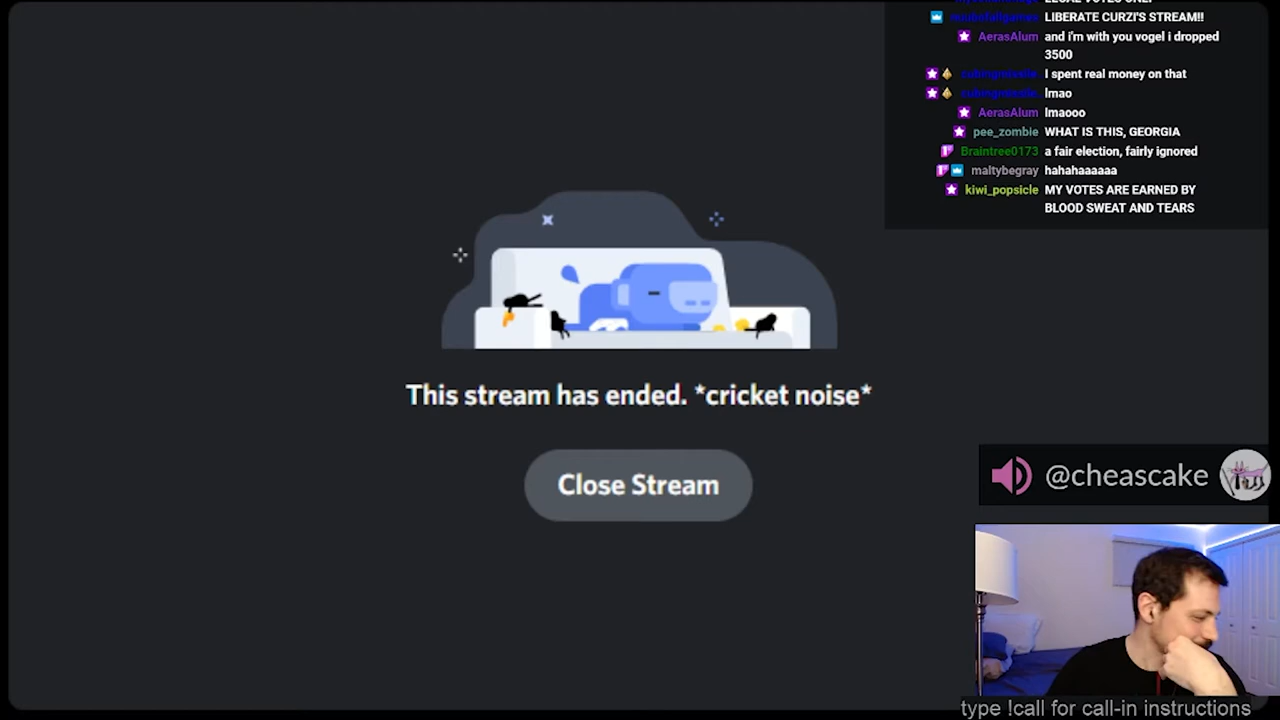 LIBERATE CURZI'S STREAM!!
AerasAlum and i'm with you vogel i dropped
3500
I spent real money on that
lmao
AerasAlum lmaooo
pee_zombie WHAT IS THIS, GEORGIA
Braintree0173 a fair election, fairly ignored
maltybegray hahahaaaaaa
kiwi_popsicle MY VOTES ARE EARNED BY
BLOOD SWEAT AND TEARS
This stream has ended. *cricket noise*
Close Stream
@cheascake
type !call for call-in instructions